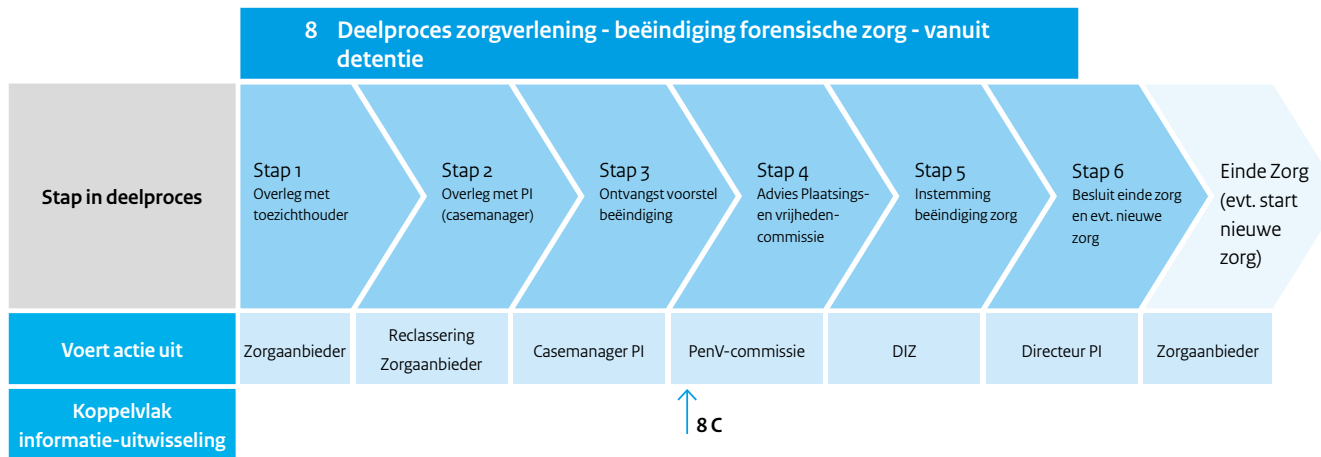 8 Deelproces zorgverlening - beëindiging forensische zorg - vanuit
detentie
Stap in deelproces
Stap 1
Overleg met
toezichthouder
Stap 2
Overleg met PI
(casemanager)
Stap 3
Ontvangst voorstel
beëindiging
Stap 4
Advies Plaatsings-
en vrijheden-
commissie
Stap 5
Instemming
beëindiging zorg
Stap 6
Besluit einde zorg
en evt. nieuwe
zorg
Einde Zorg
(evt. start
nieuwe
zorg)
Voert actie uit
Zorgaanbieder
Reclassering
Zorgaanbieder
Casemanager PI
PenV-commissie
DIZ
Directeur PI
Zorgaanbieder
Koppelvlak
informatie-uitwisseling
8 C